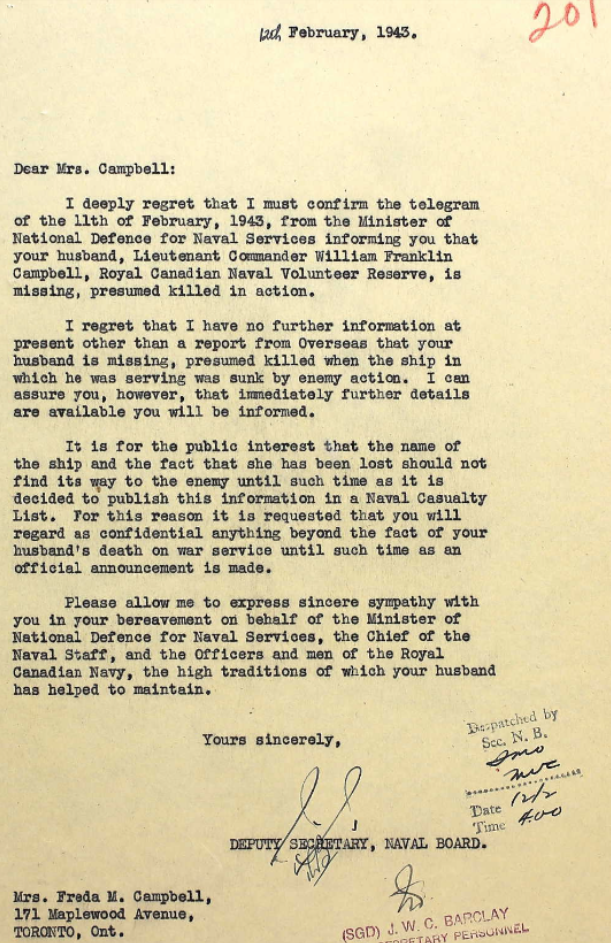 201
12th February, 1943.
Dear Mrs. Campbell:
I deeply regret that I must confirm the telegram
of the 11th of February, 1943, from the Minister of
National Defence for Naval Services informing you that
your husband, Lieutenant Commander William Franklin
Campbell, Royal Canadian Naval Volunteer Reserve, is
missing, presumed killed in action.
I regret that I have no further information at
present other than a report from Overseas that your
husband is missing, presumed killed when the ship in
which he was serving was sunk by enemy action. I can
assure you, however, that immediately further details
are available you will be informed.
It is for the public interest that the name of
the ship and the fact that she has been lost should not
find its way to the enemy until such time as it is
decided to publish this information in a Naval Casualty
List. For this reason it is requested that you will
regard as confidential anything beyond the fact of your
husband's death on war service until such time as an
official announcement is made.
Please allow me to express sincere sympathy with
you in your bereavement on behalf of the Minister of
National Defence for Naval Services, the Chief of the
Naval Staff, and the Officers and men of the Royal
Canadian Navy, the high traditions of which your husband
has helped to maintain.
Yours sincerely,
Despatched by
Sec. N. B.
Date 12/2
Time 4.00
DEPUTY SECRETARY, NAVAL BOARD.
Mrs. Freda M. Campbell,
171 Maplewood Avenue,
TORONTO, Ont.
(SGD) J. W. C. BARCLAY
SECRETARY PERSONNEL